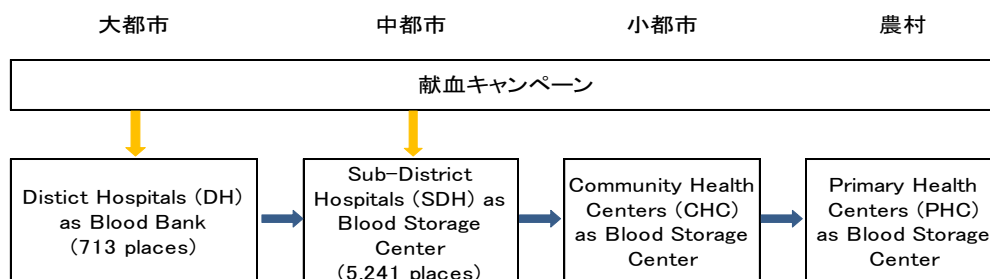 大都市
中都市
小都市
農村
献血キャンペーン
Distict Hospitals (DH)
as Blood Bank
(713 places)
Sub-District
Hospitals (SDH) as
Blood Storage
Center
(5,241 places)
Community Health
Centers (CHC)
as Blood Storage
Center
Primary Health
Centers (PHC)
as Blood Storage
Center